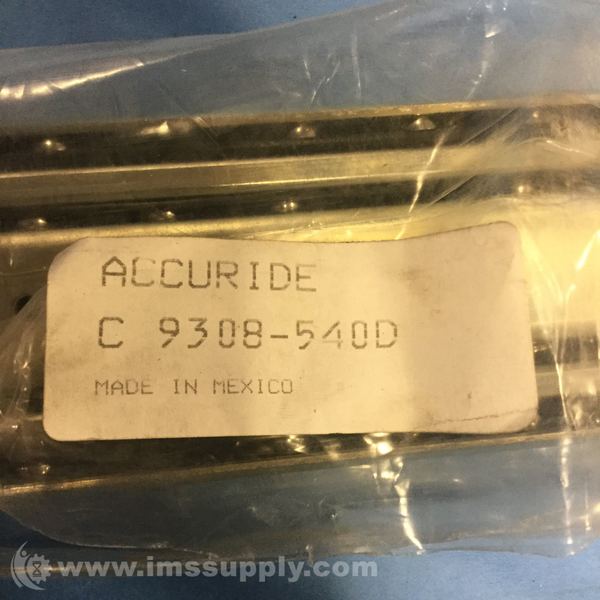 ACCURIDE
C 9308-540D
MADE IN MEXICO
www.imssupply.com